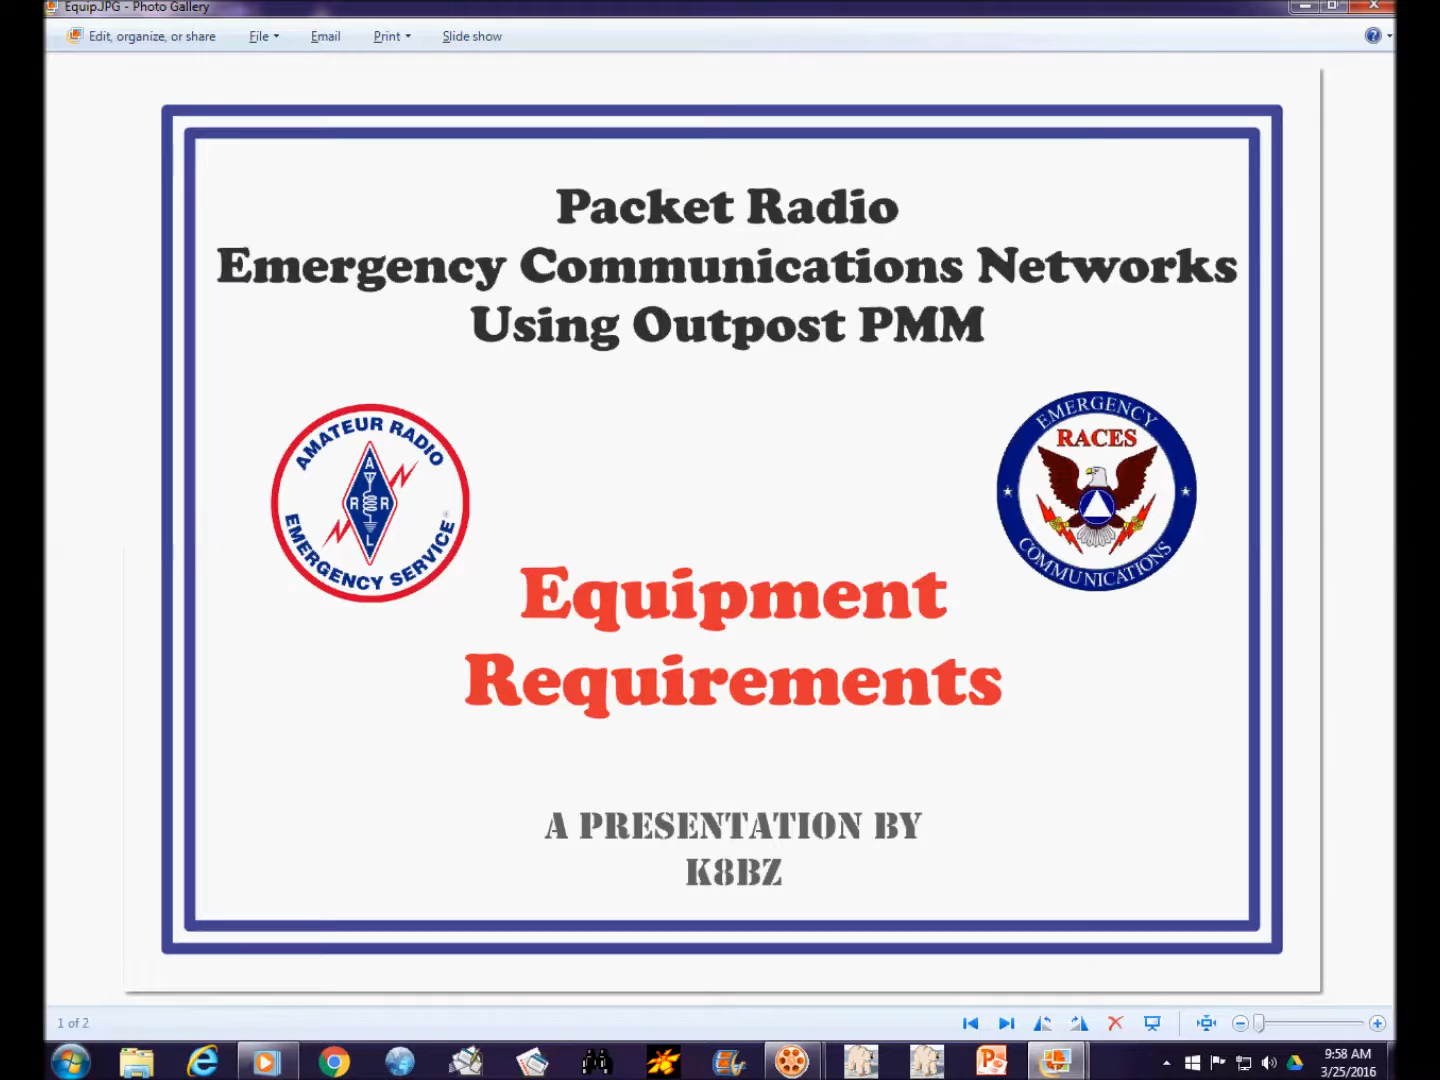 EquipJPG - Photo Gallery
Edit, organize, or share File Email Print Slide show
Packet Radio
Emergency Communications Networks
Using Outpost PMM
AMATEUR RADIO
A
R R
L
EMERGENCY SERVICE
EMERGENCY
RACES
COMMUNICATIONS
Equipment
Requirements
A PRESENTATION BY
K8BZ
1 of 2
9:58 AM
3/25/2016